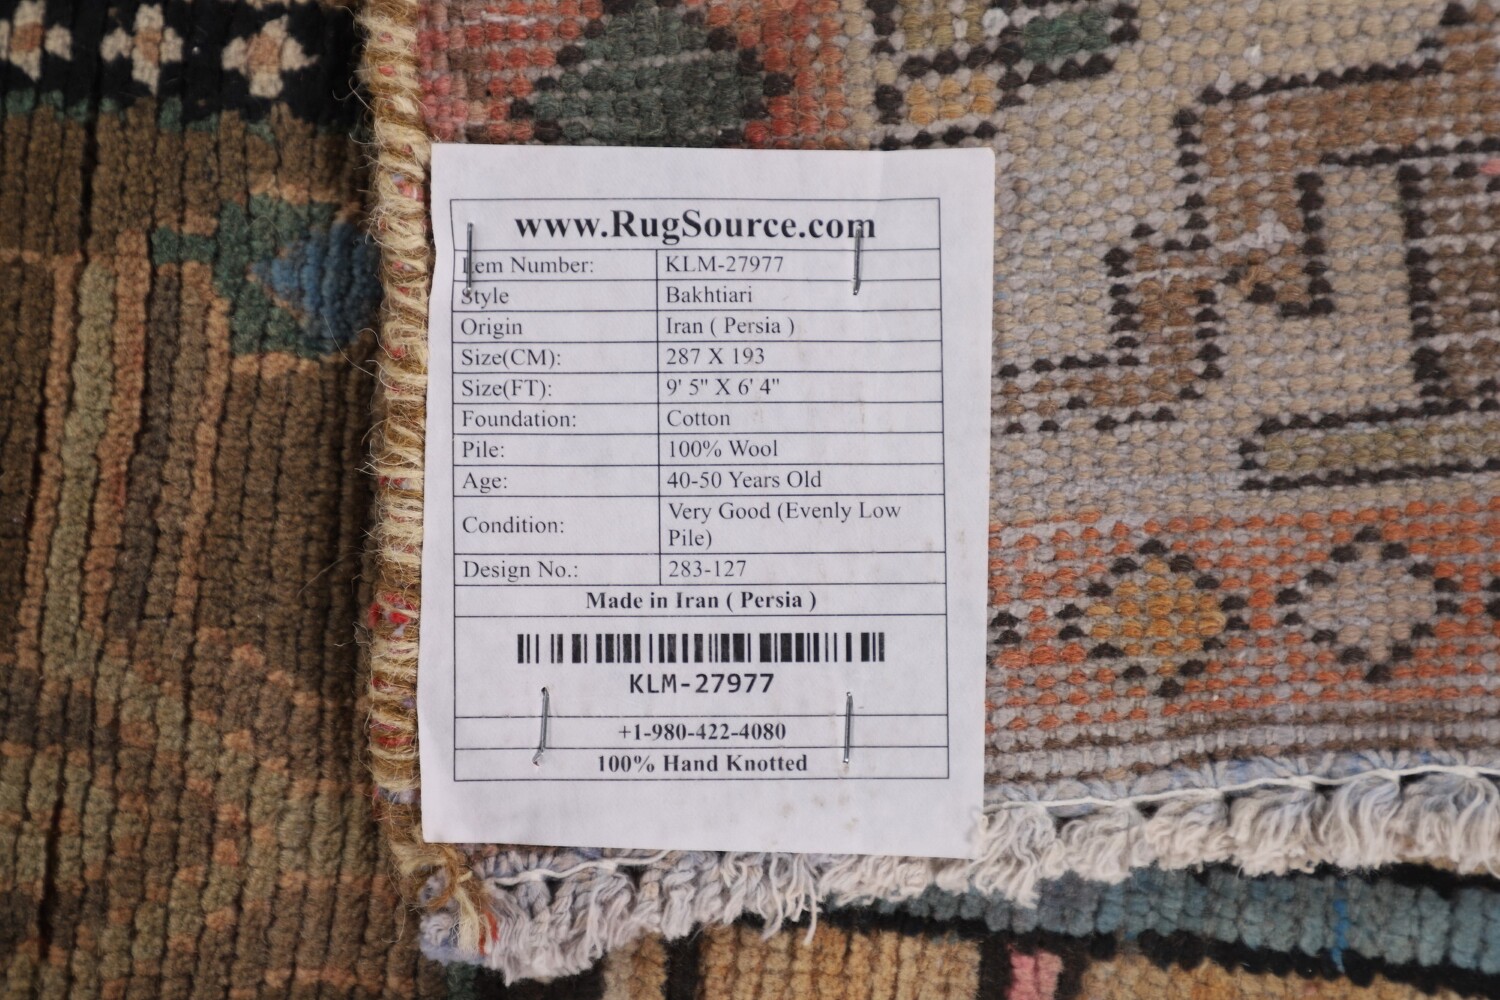 www.RugSource.com
Item Number: KLM-27977
Style Bakhtiari
Origin Iran ( Persia )
Size(CM): 287 X 193
Size(FT): 9' 5" X 6' 4"
Foundation: Cotton
Pile: 100% Wool
Age: 40-50 Years Old
Condition: Very Good (Evenly Low
Pile)
Design No.: 283-127
Made in Iran ( Persia )
KLM-27977
+1-980-422-4080
100% Hand Knotted